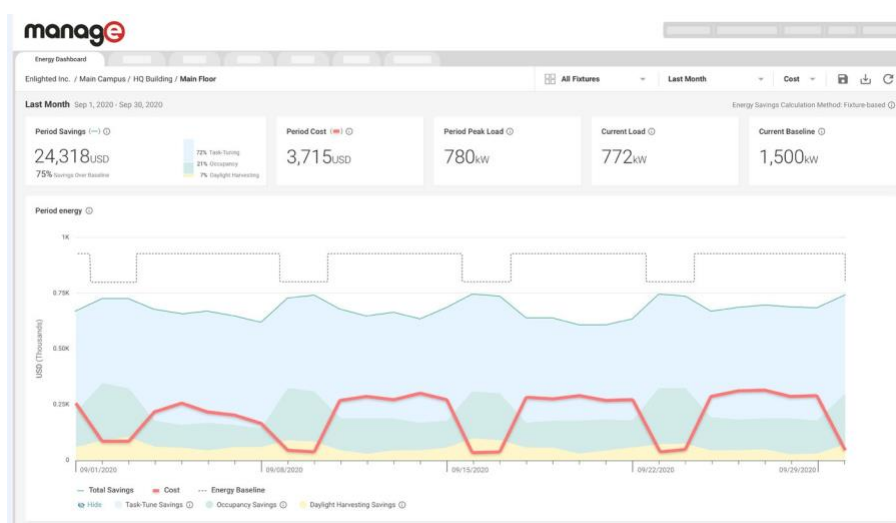 manage
Energy Dashboard
Enlighted Inc. / Main Campus / HQ Building / Main Floor
All Fixtures
Last Month
Cost
Last Month Sep 1, 2020 - Sep 30, 2020
Energy Savings Calculation Method: Fixture-based
Period Savings
24,318USD
75% Savings Over Baseline
72% Task-Tuning
21% Occupancy
7% Daylight Harvesting
Period Cost
3,715USD
Period Peak Load
780kW
Current Load
772kW
Current Baseline
1,500kW
Period energy
1K
0.75K
0.50K
0.25K
0
USD (Thousands)
09/01/2020
09/08/2020
09/15/2020
09/22/2020
09/29/2020
Total Savings Cost Energy Baseline
Hide Task-Tune Savings Occupancy Savings Daylight Harvesting Savings